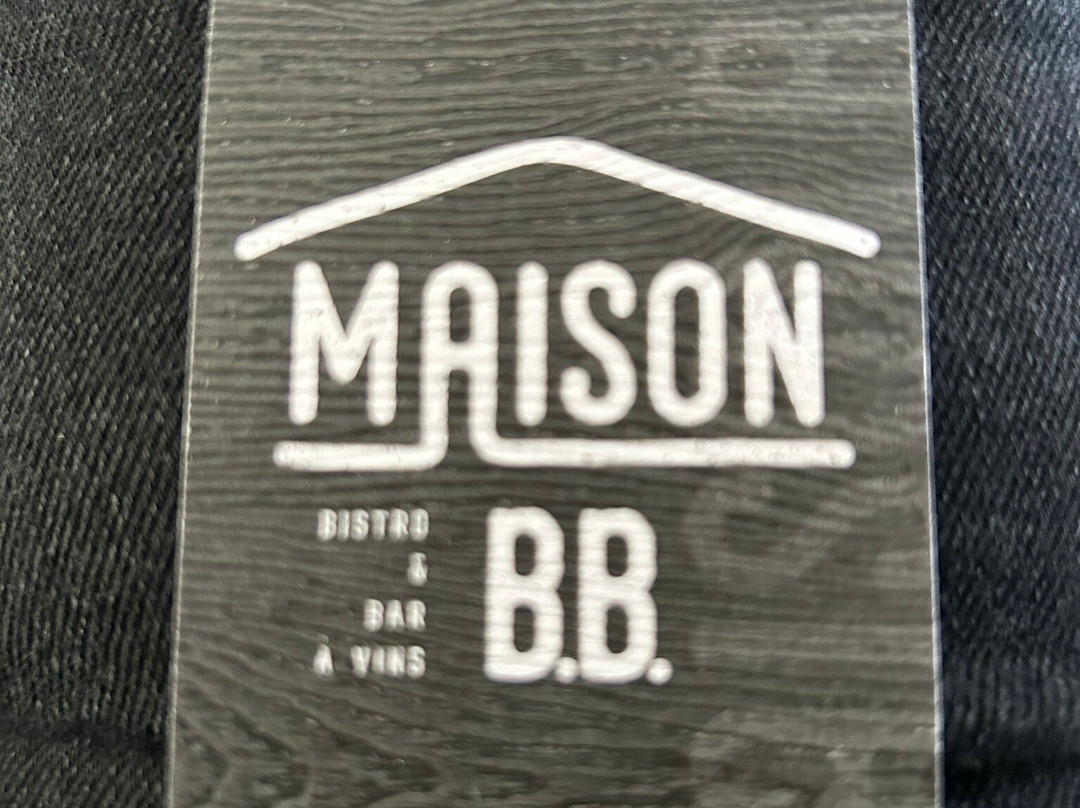 MAISON
BISTRO
&
BAR
À VINS
B.B.